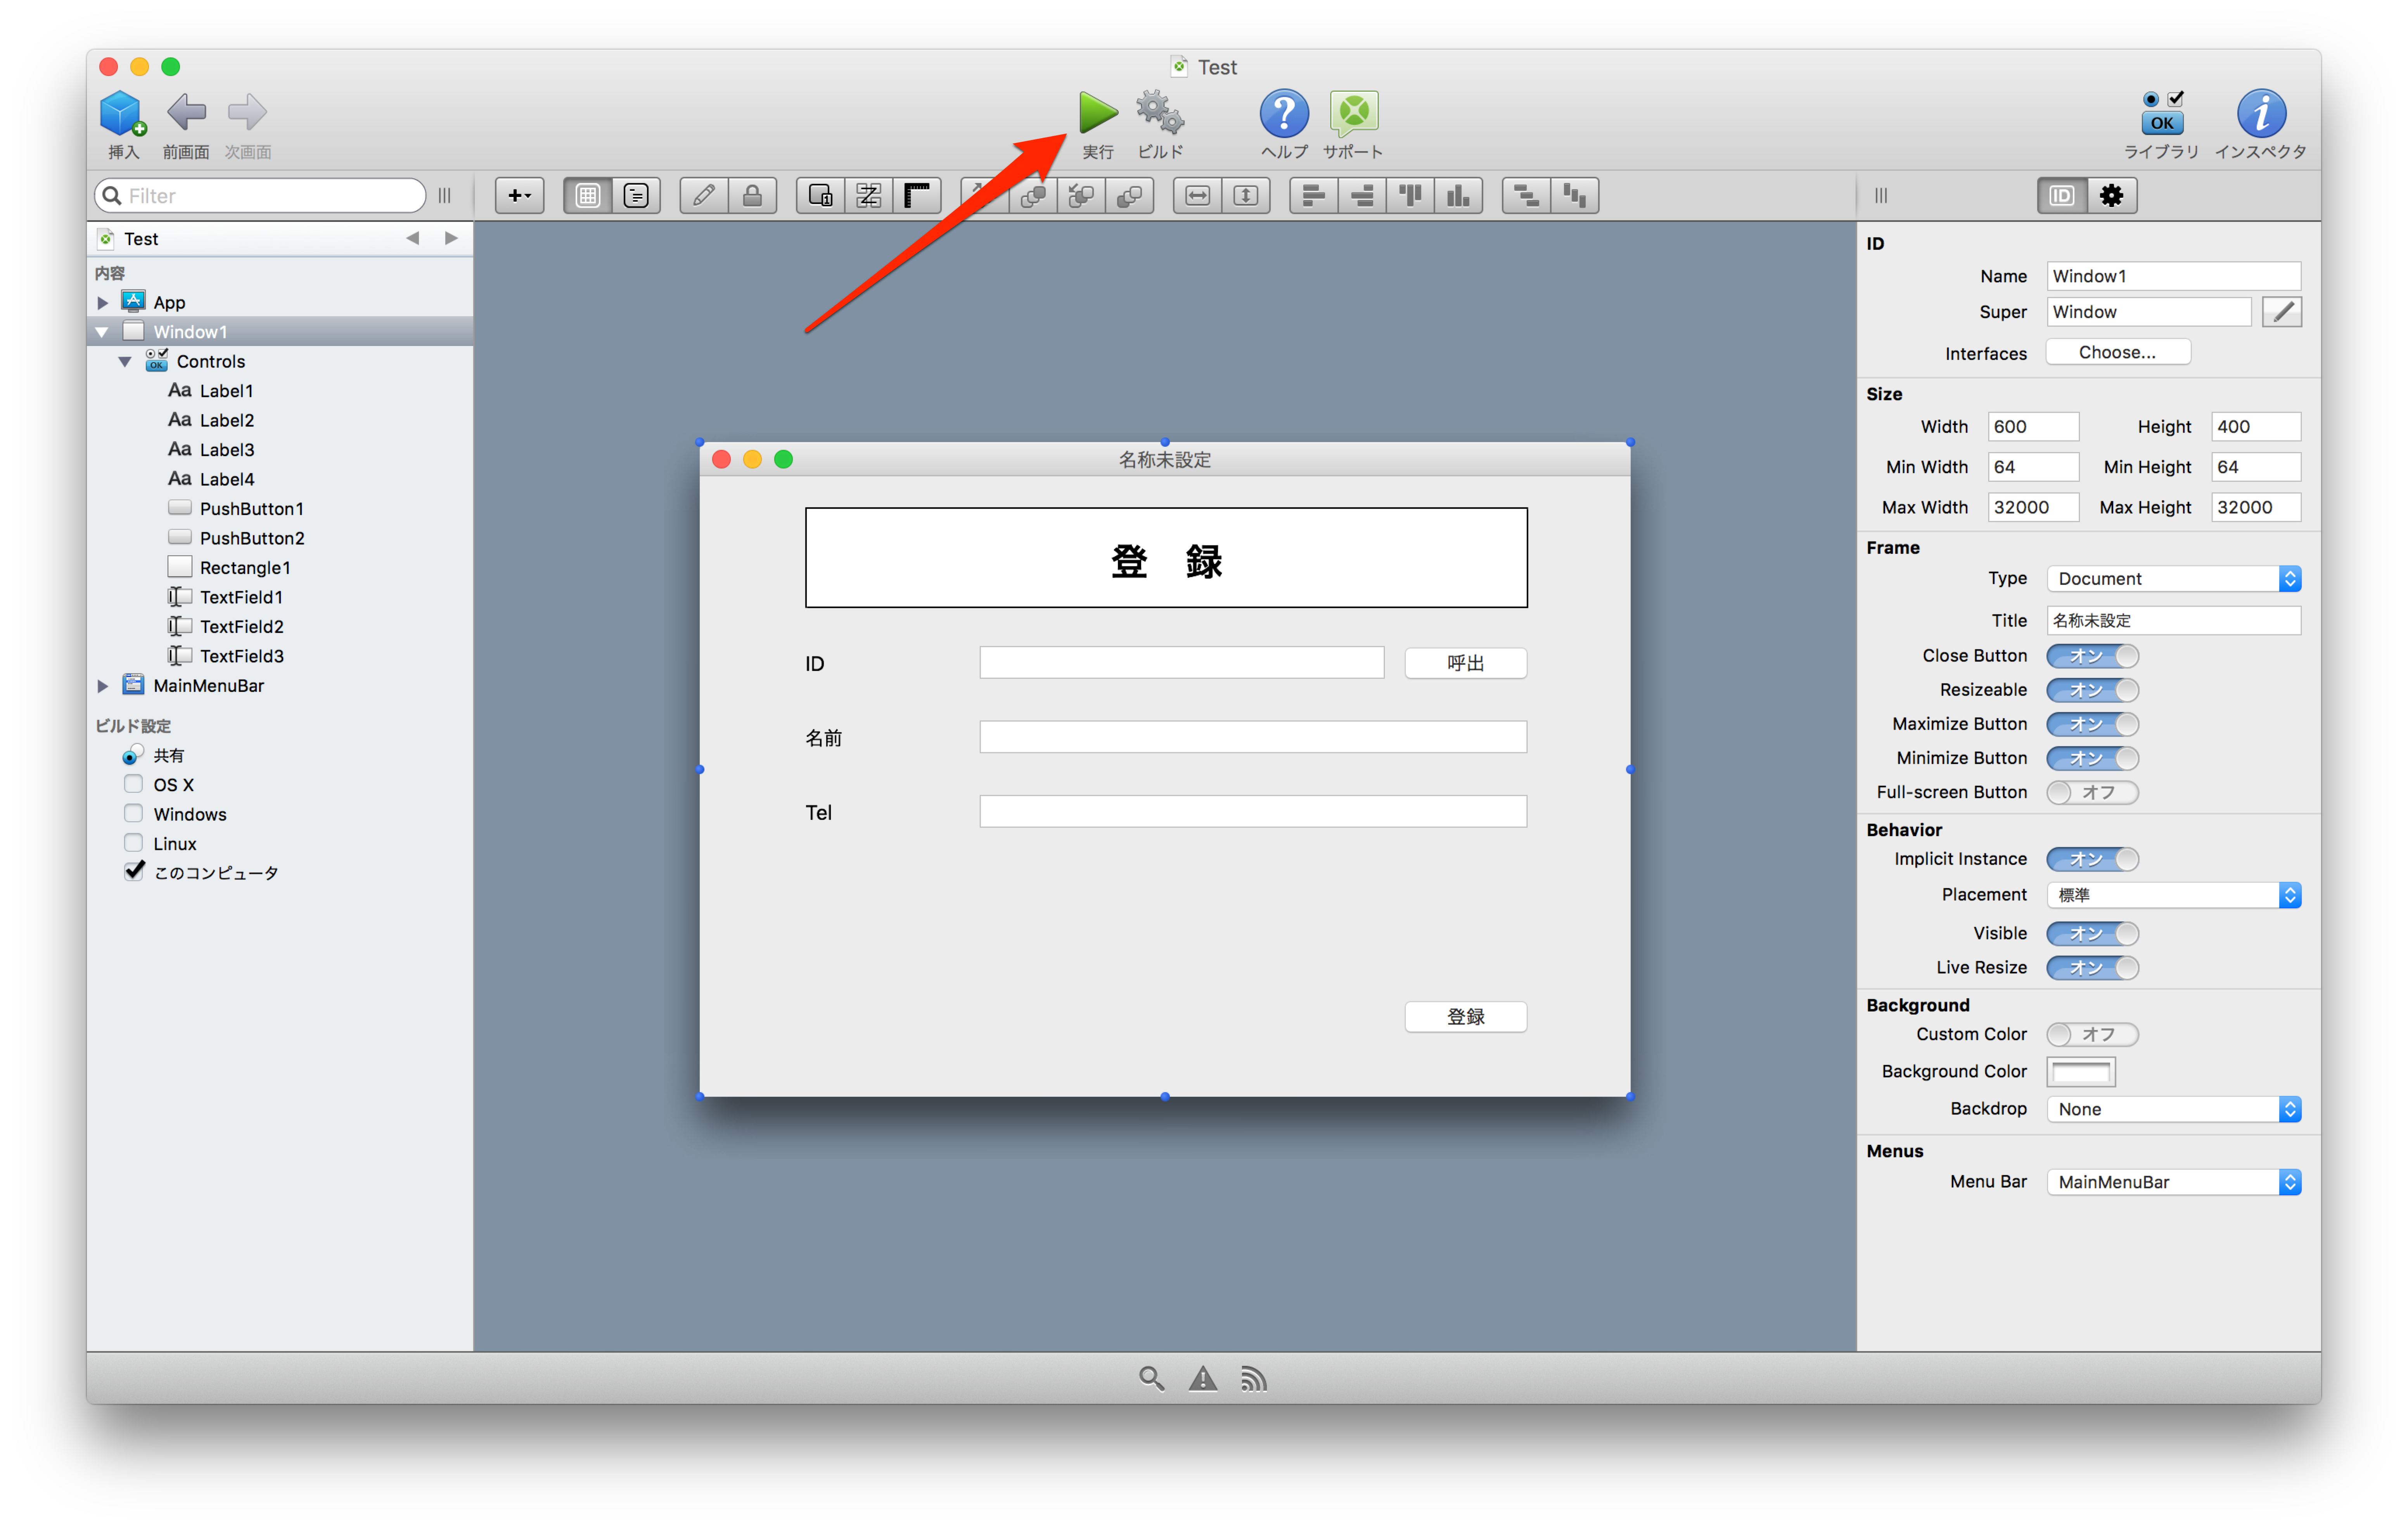 Test
挿入
前画面
次画面
実行
ビルド
ヘルプ
サポート
OK
ライブラリ
インスペクタ
Filter
ID
Test
内容
App
Window1
Controls
Aa Label1
Aa Label2
Aa Label3
Aa Label4
PushButton1
PushButton2
Rectangle1
TextField1
TextField2
TextField3
MainMenuBar
ビルド設定
共有
OS X
Windows
Linux
このコンピュータ
名称未設定
登 録
ID
呼出
名前
Tel
登録
ID
Name Window1
Super Window
Interfaces Choose...
Size
Width 600 Height 400
Min Width 64 Min Height 64
Max Width 32000 Max Height 32000
Frame
Type Document
Title 名称未設定
Close Button オン
Resizeable オン
Maximize Button オン
Minimize Button オン
Full-screen Button オフ
Behavior
Implicit Instance オン
Placement 標準
Visible オン
Live Resize オン
Background
Custom Color オフ
Background Color
Backdrop None
Menus
Menu Bar MainMenuBar